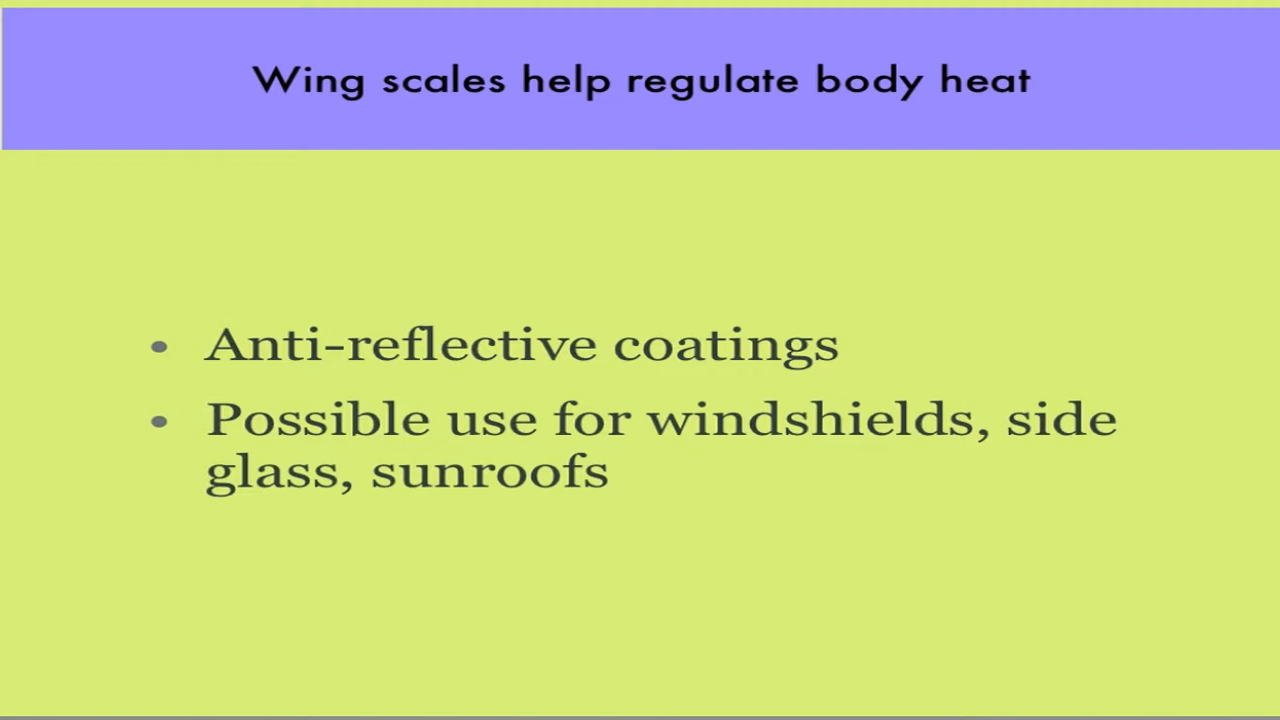 Wing scales help regulate body heat
• Anti-reflective coatings
• Possible use for windshields, side
glass, sunroofs